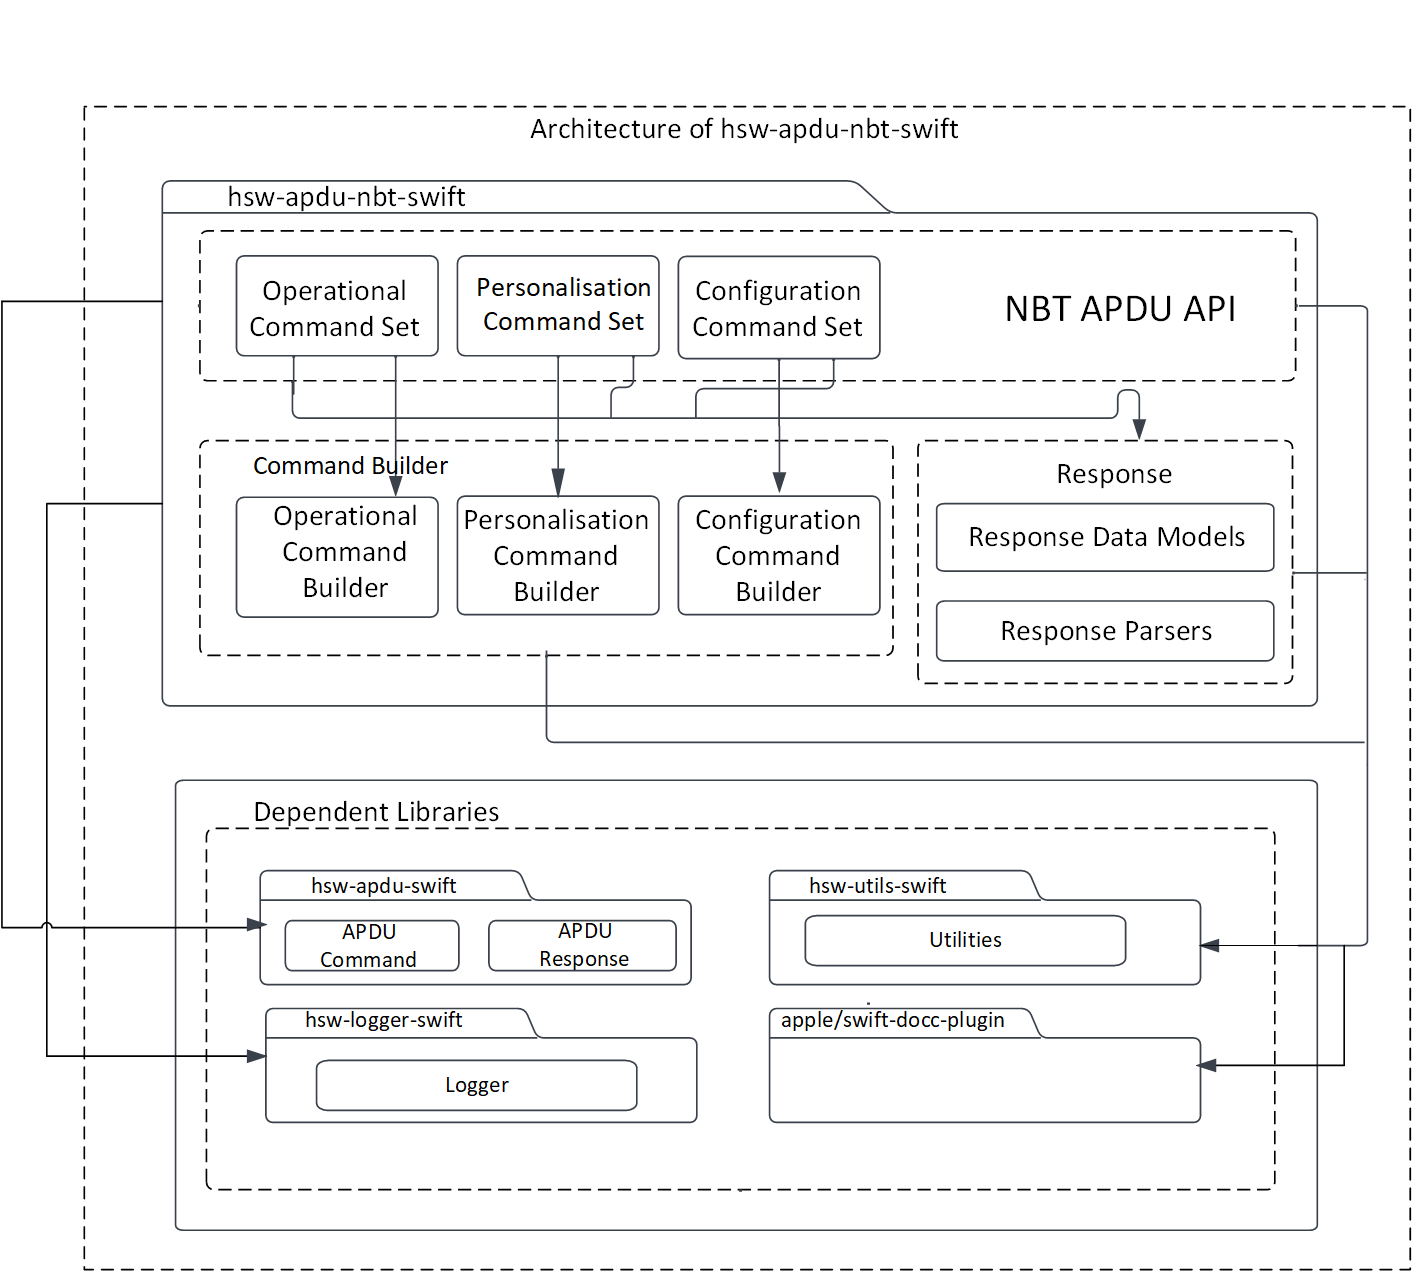 Architecture of hsw-apdu-nbt-swift
hsw-apdu-nbt-swift
Operational
Command Set
Personalisation
Command Set
Configuration
Command Set
NBT APDU API
Command Builder
Operational
Command
Builder
Personalisation
Command
Builder
Configuration
Command
Builder
Response
Response Data Models
Response Parsers
Dependent Libraries
hsw-apdu-swift
APDU
Command
APDU
Response
hsw-utils-swift
Utilities
hsw-logger-swift
Logger
apple/swift-docc-plugin